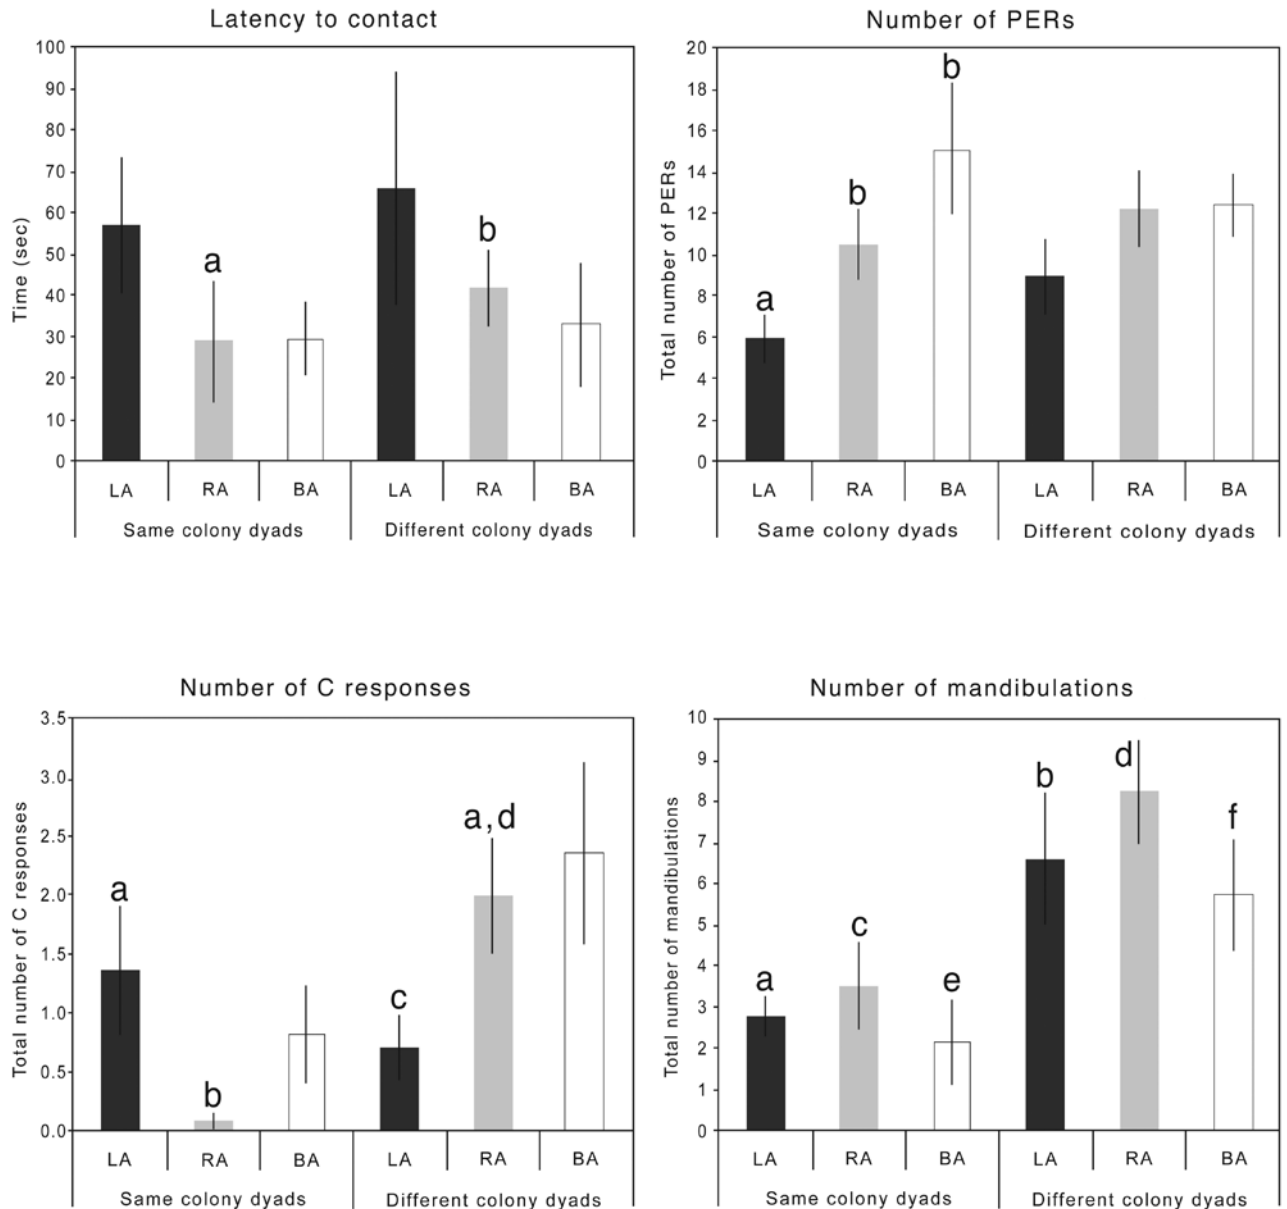 Latency to contact
Time (sec)
100
90
80
70
60
50
40
30
20
10
0
a
b
LA RA BA LA RA BA
Same colony dyads Different colony dyads
Number of PERs
Total number of PERs
20
18
16
14
12
10
8
6
4
2
0
a
b
b
LA RA BA LA RA BA
Same colony dyads Different colony dyads
Number of C responses
Total number of C responses
3.5
3.0
2.5
2.0
1.5
1.0
0.5
0.0
a
b
c
a,d
LA RA BA LA RA BA
Same colony dyads Different colony dyads
Number of mandibulations
Total number of mandibulations
10
9
8
7
6
5
4
3
2
1
0
a
c
e
b
d
f
LA RA BA LA RA BA
Same colony dyads Different colony dyads